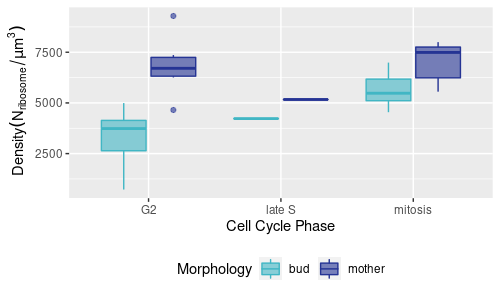 Density(Nribosome/μm³)
7500
5000
2500
G2 late S mitosis
Cell Cycle Phase
Morphology bud mother